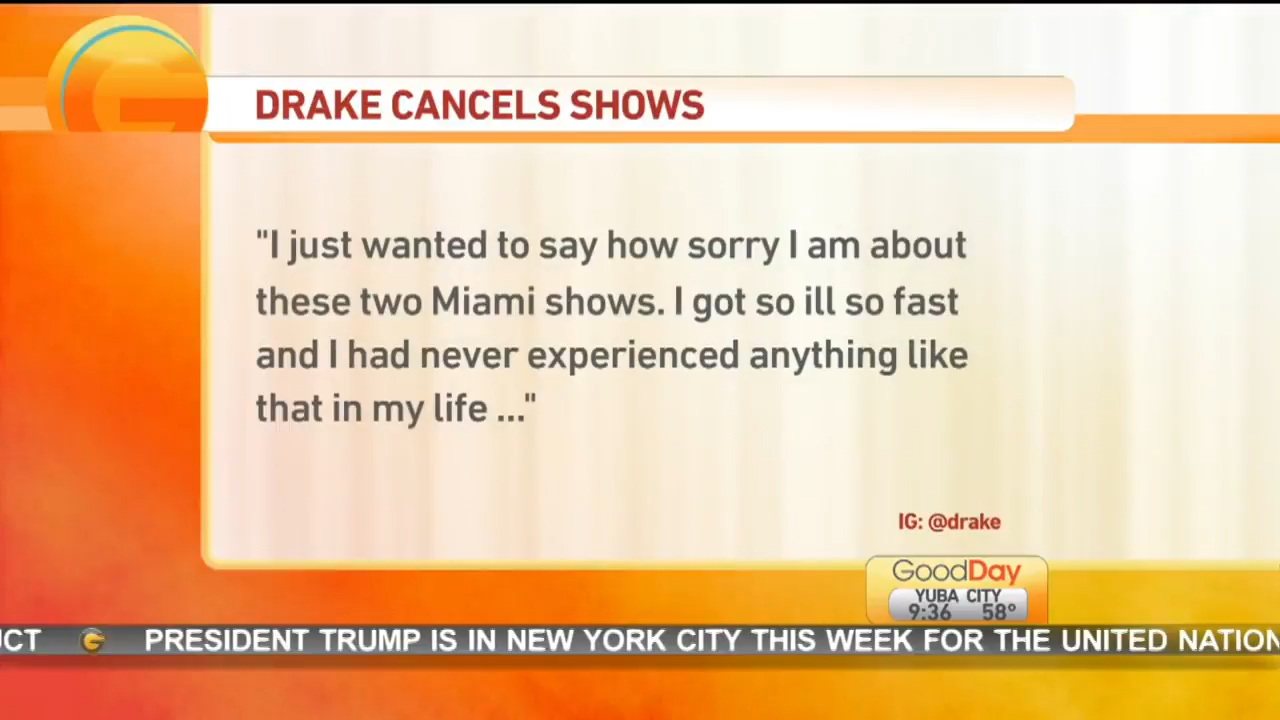 DRAKE CANCELS SHOWS
"I just wanted to say how sorry I am about
these two Miami shows. I got so ill so fast
and I had never experienced anything like
that in my life ..."
IG: @drake
GoodDay
YUBA CITY
9:36 58°
UCT PRESIDENT TRUMP IS IN NEW YORK CITY THIS WEEK FOR THE UNITED NATION